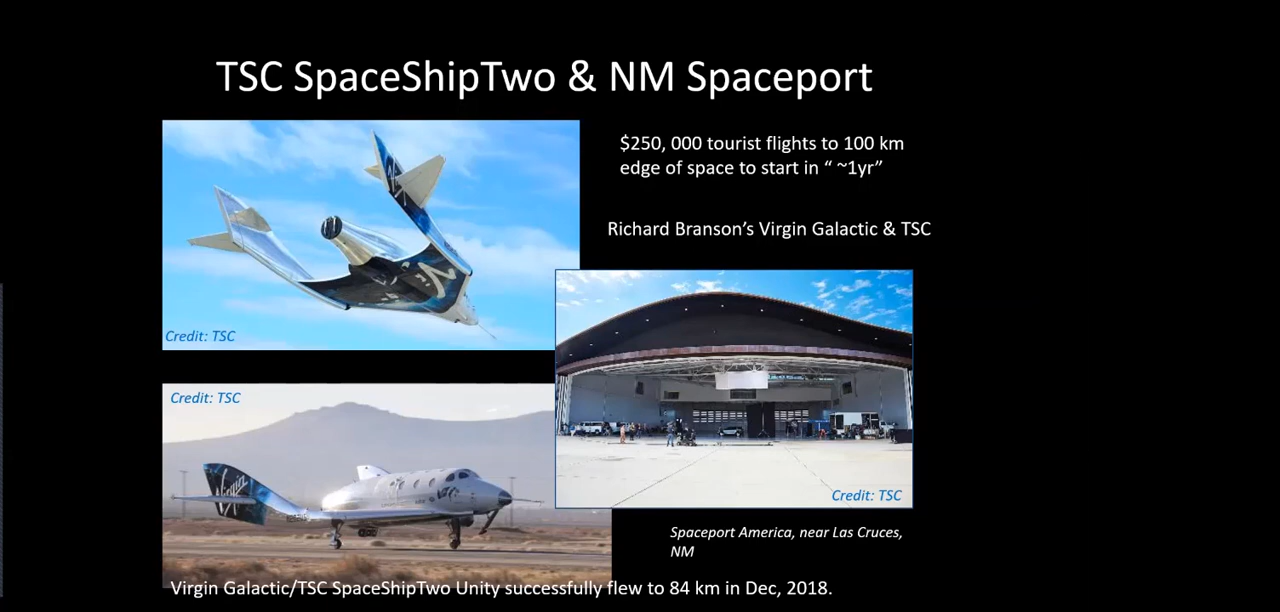 TSC SpaceShipTwo & NM Spaceport
$250, 000 tourist flights to 100 km
edge of space to start in “ ~1yr”
Richard Branson’s Virgin Galactic & TSC
Credit: TSC
Credit: TSC
Virgin
Credit: TSC
Spaceport America, near Las Cruces,
NM
Virgin Galactic/TSC SpaceShipTwo Unity successfully flew to 84 km in Dec, 2018.